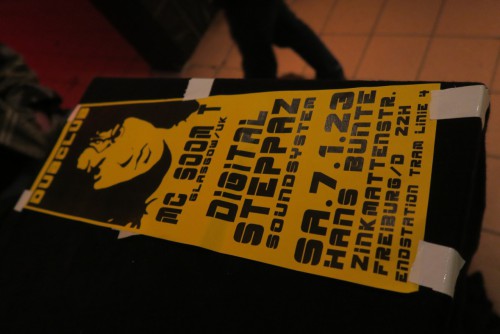 DUBCLUB
MC SOOM T
GLASGOW/UK
DIGITAL
STEPPAZ
SOUNDSYSTEM
SA.7.1.23
HANS BUNTE
ZINKMATTENSTR.
FREIBURG/D 22H
ENDSTATION TRAM LINIE 4